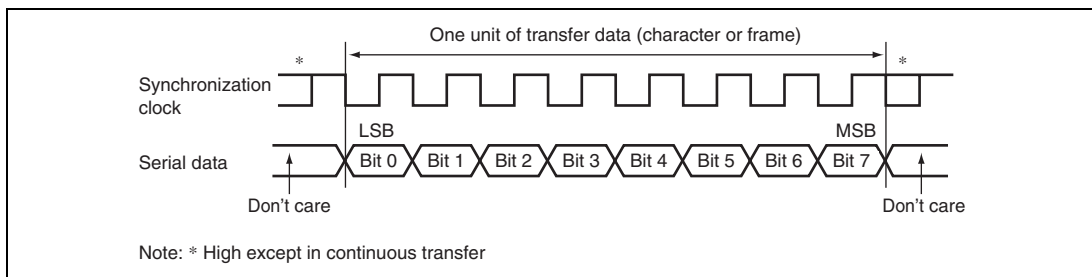 One unit of transfer data (character or frame)
* *
Synchronization
clock
LSB MSB
Serial data Bit 0 Bit 1 Bit 2 Bit 3 Bit 4 Bit 5 Bit 6 Bit 7
Don't care Don't care
Note: * High except in continuous transfer